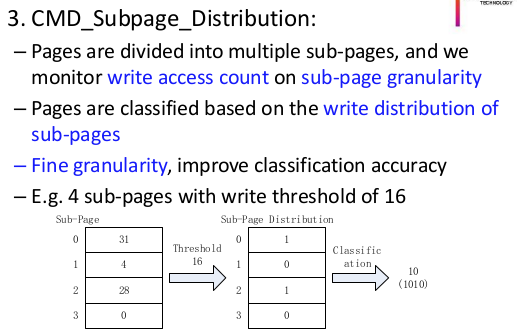 TECHNOLOGY
3. CMD_Subpage_Distribution:
– Pages are divided into multiple sub-pages, and we
monitor write access count on sub-page granularity
– Pages are classified based on the write distribution of
sub-pages
– Fine granularity, improve classification accuracy
– E.g. 4 sub-pages with write threshold of 16
Sub-Page
Sub-Page Distribution
0 31
1 4
2 28
3 0
Threshold
16
0 1
1 0
2 1
3 0
Classific
ation
10
(1010)